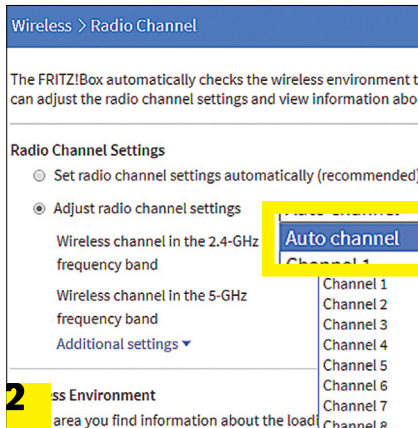 Wireless > Radio Channel
The FRITZ!Box automatically checks the wireless environment
can adjust the radio channel settings and view information
Radio Channel Settings
Set radio channel settings automatically (recommended)
Adjust radio channel settings
Auto channel
Wireless channel in the 2.4-GHz
frequency band
Channel 1
Wireless channel in the 5-GHz
frequency band
Channel 2
Channel 3
Additional settings
Channel 4
Channel 5
Channel 6
Channel 7
Channel 8
2
Environment
area you find information about the